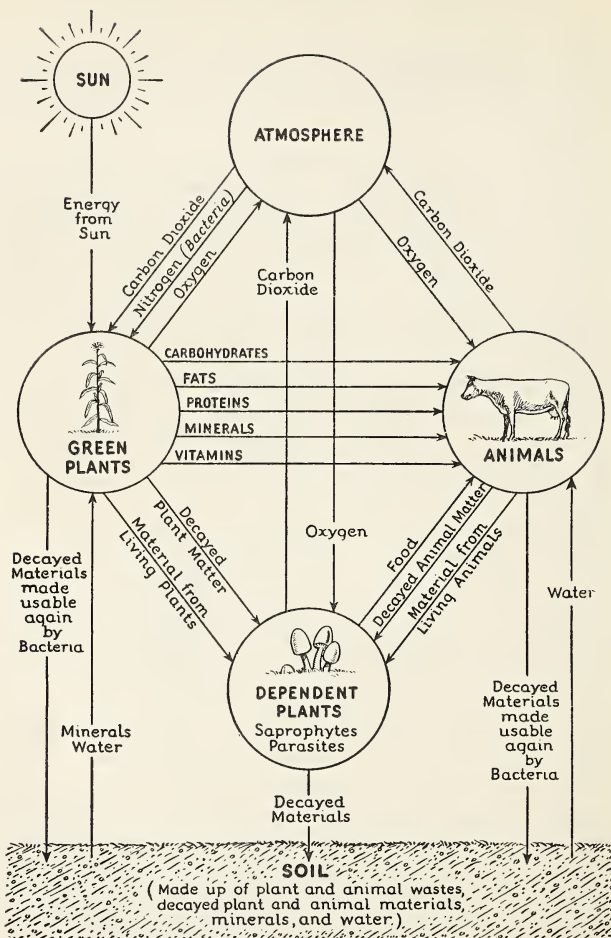 SUN
ATMOSPHERE
Energy
from
Sun
Carbon Dioxide
Nitrogen (Bacteria)
Oxygen
Carbon
Dioxide
Oxygen
Carbon Dioxide
CARBOHYDRATES
FATS
PROTEINS
MINERALS
VITAMINS
GREEN
PLANTS
ANIMALS
Decayed
Plant Matter
Material from
Living Plants
Oxygen
Food
Decayed Animal Matter
Material from
Living Animals
Decayed
Materials
made
usable
again
by
Bacteria
Water
DEPENDENT
PLANTS
Saprophytes
Parasites
Minerals
Water
Decayed
Materials
made
usable
again
by
Bacteria
Decayed
Materials
SOIL
(Made up of plant and animal wastes,
decayed plant and animal materials,
minerals, and water.)